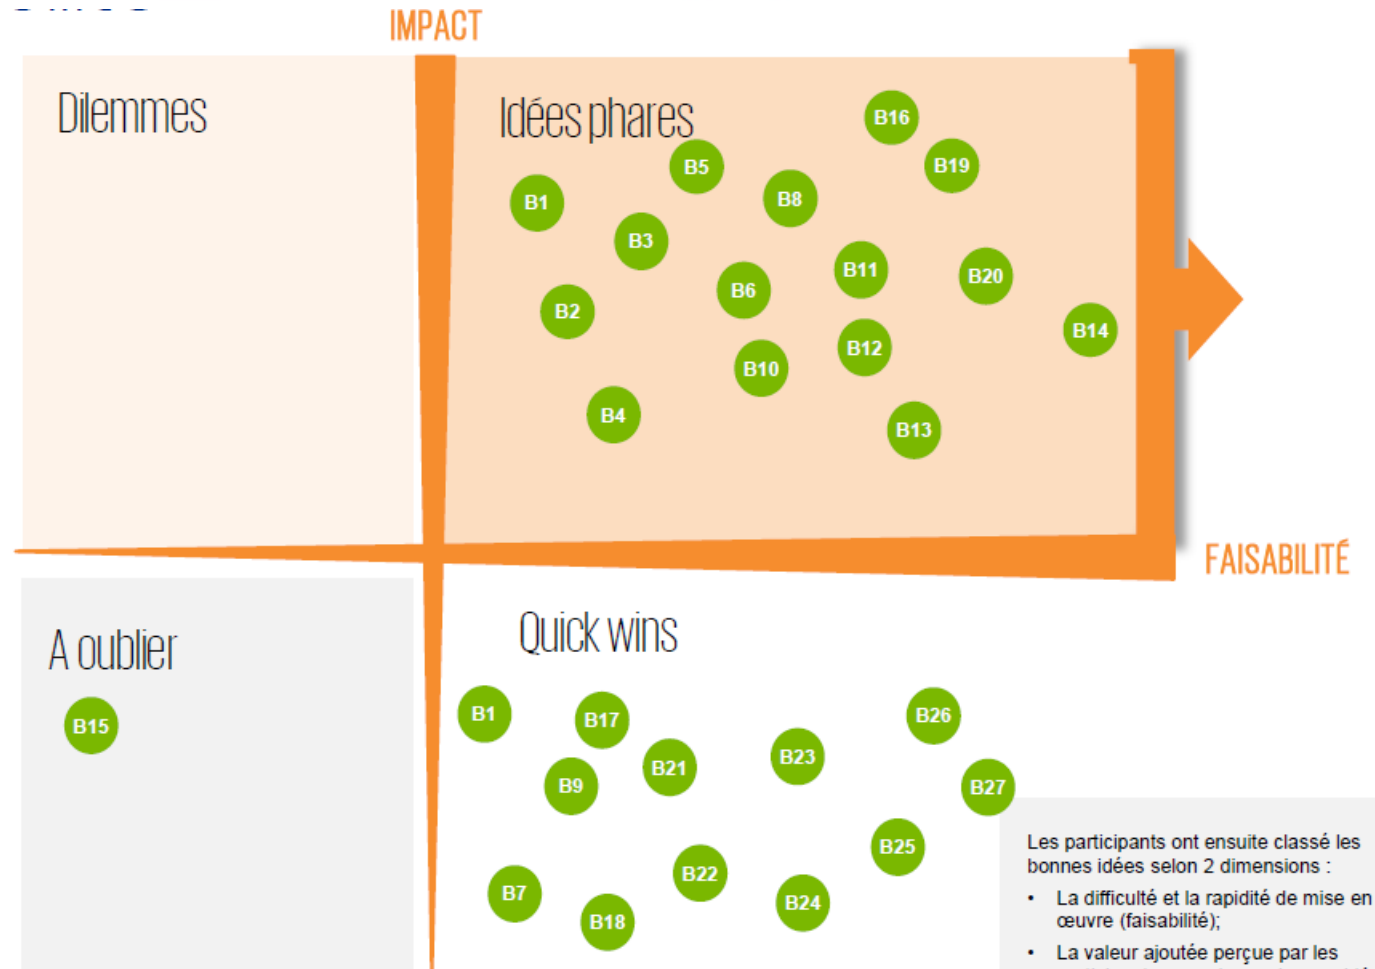 IMPACT
Dilemmes
Idées phares
B16
B5
B19
B8
B1
B3
B11
B20
B6
B2
B14
B12
B10
B4
B13
FAISABILITÉ
A oublier
Quick wins
B15
B1
B17
B26
B23
B21
B9
B27
B25
B22
B7
B24
B18
Les participants ont ensuite classé les
bonnes idées selon 2 dimensions :
• La difficulté et la rapidité de mise en
œuvre (faisabilité);
• La valeur ajoutée perçue par les